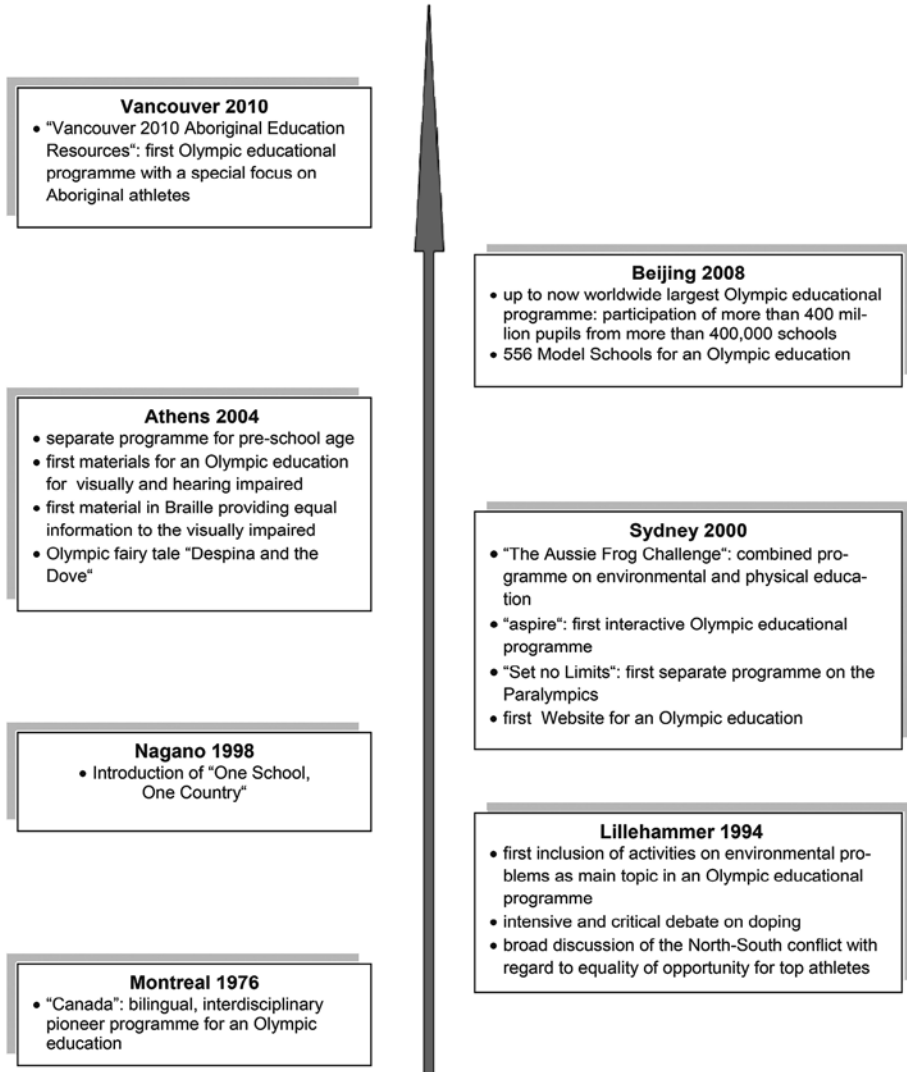 Vancouver 2010
• “Vancouver 2010 Aboriginal Education
Resources“: first Olympic educational
programme with a special focus on
Aboriginal athletes
Beijing 2008
• up to now worldwide largest Olympic educational
programme: participation of more than 400 mil-
lion pupils from more than 400,000 schools
• 556 Model Schools for an Olympic education
Athens 2004
• separate programme for pre-school age
• first materials for an Olympic education
for visually and hearing impaired
• first material in Braille providing equal
information to the visually impaired
• Olympic fairy tale “Despina and the
Dove“
Sydney 2000
• “The Aussie Frog Challenge“: combined pro-
gramme on environmental and physical educa-
tion
• “aspire“: first interactive Olympic educational
programme
• “Set no Limits“: first separate programme on the
Paralympics
• first Website for an Olympic education
Nagano 1998
• Introduction of “One School,
One Country“
Lillehammer 1994
• first inclusion of activities on environmental pro-
blems as main topic in an Olympic educational
programme
• intensive and critical debate on doping
• broad discussion of the North-South conflict with
regard to equality of opportunity for top athletes
Montreal 1976
• “Canada”: bilingual, interdisciplinary
pioneer programme for an Olympic
education